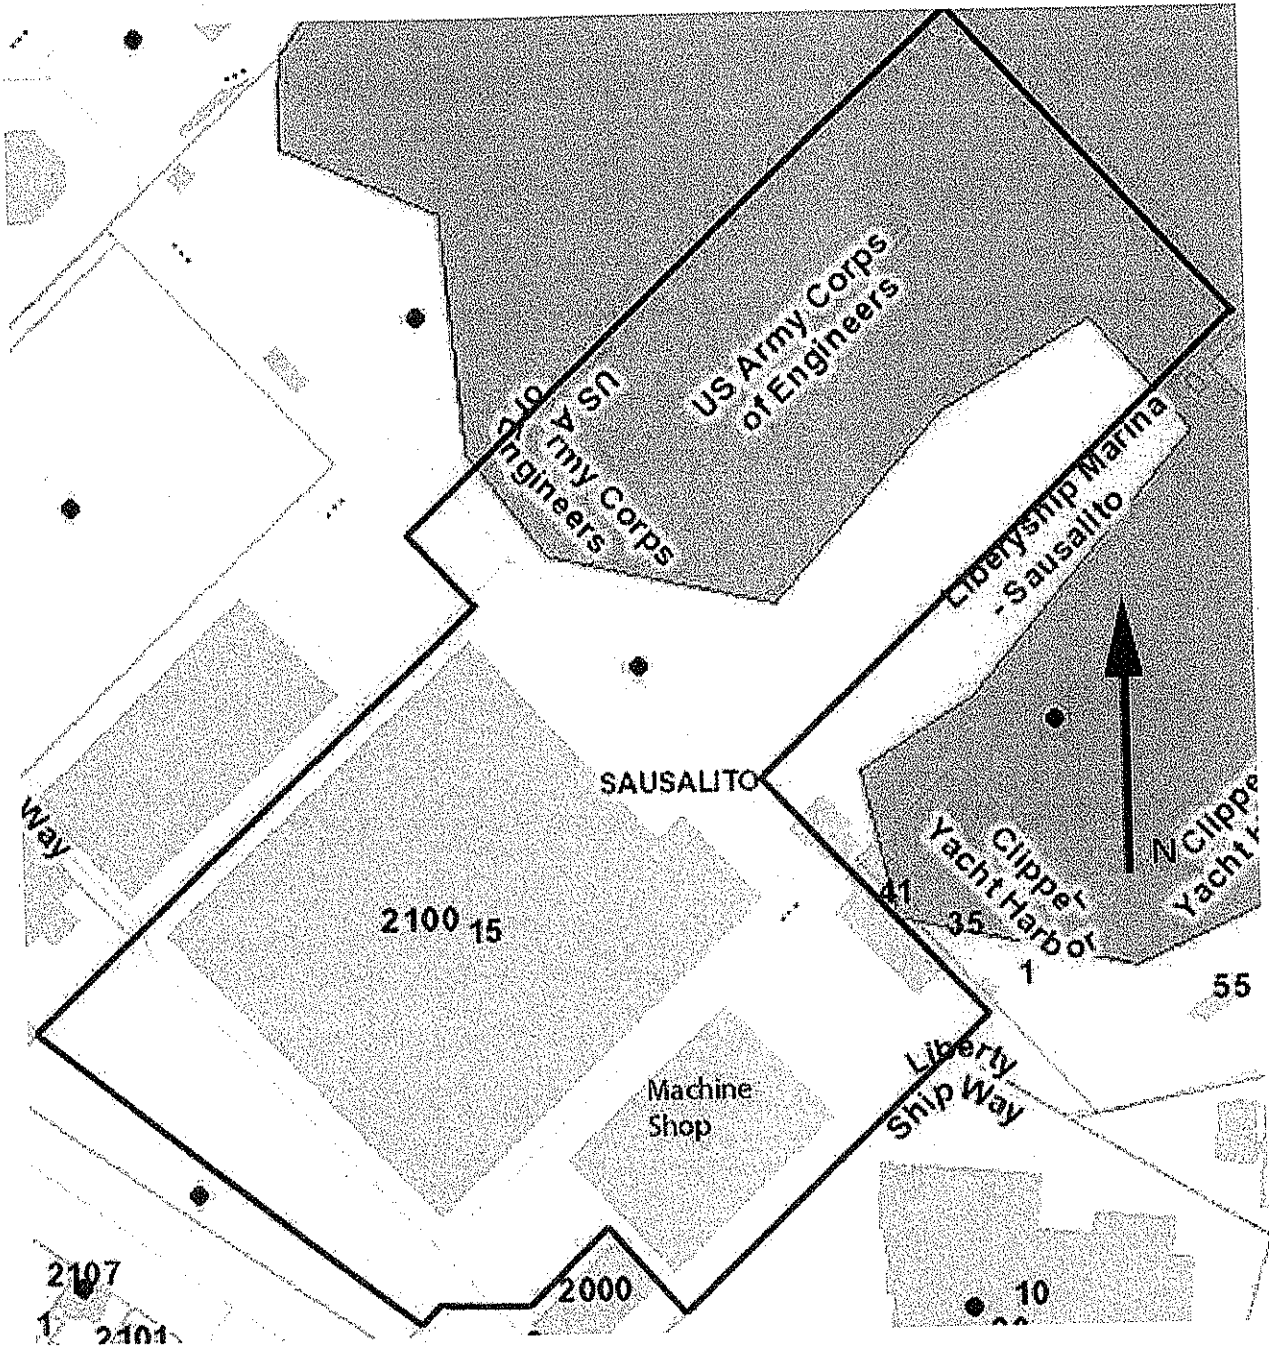 US Army Corps
of Engineers
US Army Corps
of Engineers
Liberyship Marina
- Sausalito
SAUSALITO
Way
N
Clippe
Yacht
Clipper
Yacht Harbor
41
35
1
55
2100
15
Liberty
Ship Way
Machine
Shop
2000
2107
1
2101
10